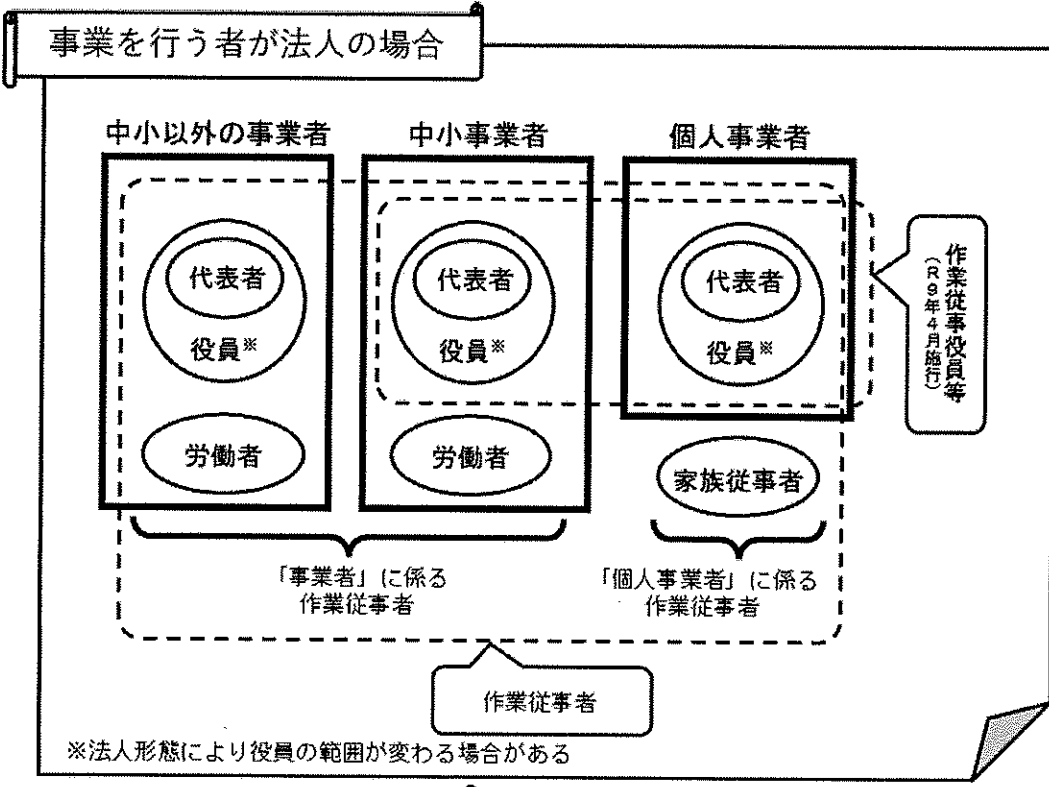 事業を行う者が法人の場合
中小以外の事業者
中小事業者
個人事業者
代表者
役員※
労働者
代表者
役員※
労働者
代表者
役員※
家族従事者
作業従事役員等
（R9年4月施行）
「事業者」に係る
作業従事者
「個人事業者」に係る
作業従事者
作業従事者
※法人形態により役員の範囲が変わる場合がある